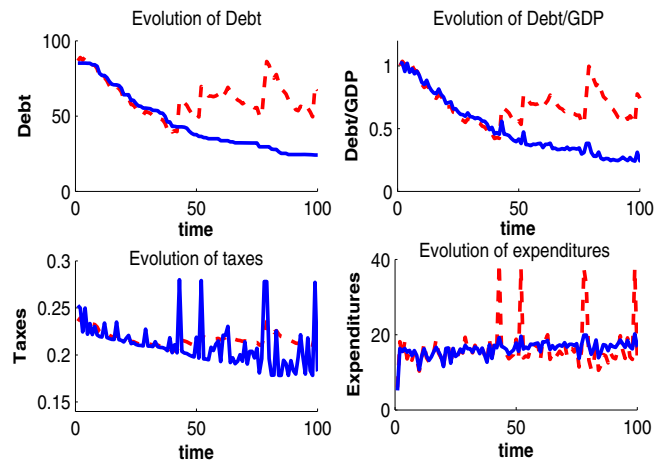 Evolution of Debt
100
50
0
Debt
0
50
100
time
Evolution of Debt/GDP
1
0.5
0
Debt/GDP
0
50
100
time
Evolution of taxes
0.3
0.25
0.2
0.15
Taxes
0
50
100
time
Evolution of expenditures
40
20
0
Expenditures
0
50
100
time